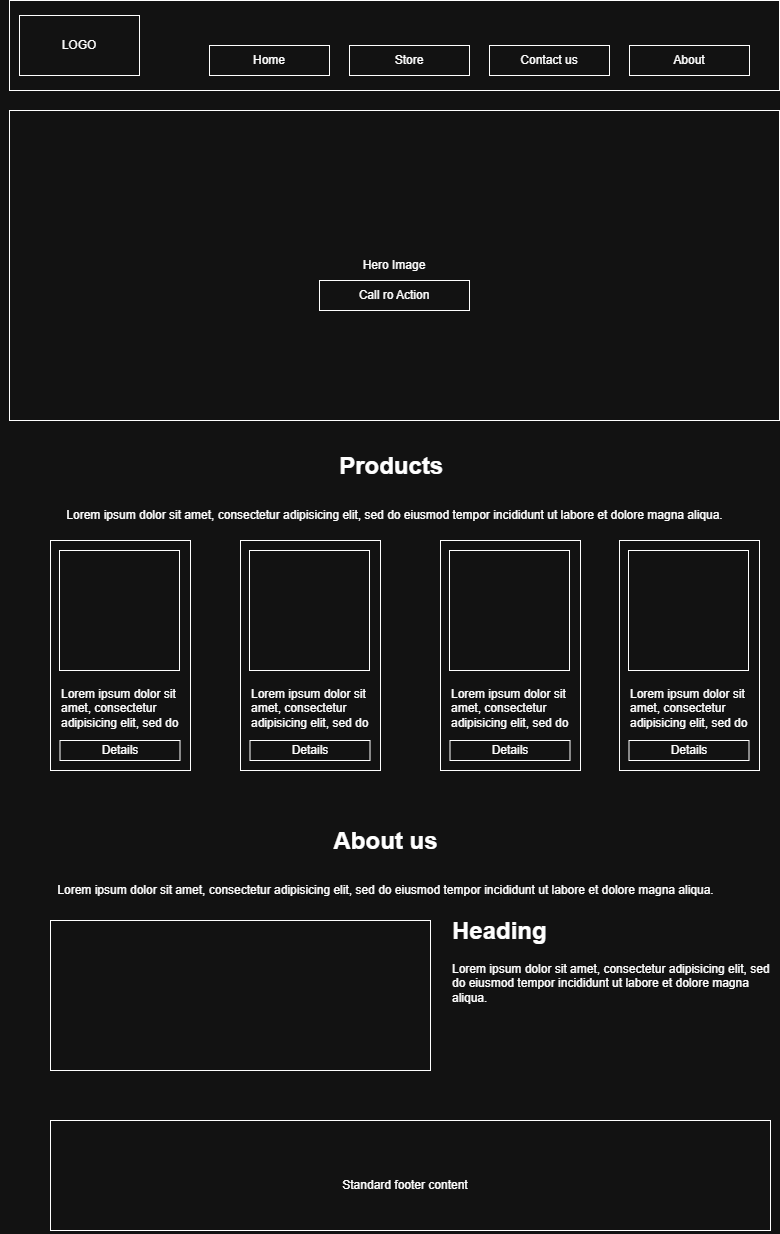 LOGO
Home
Store
Contact us
About
Hero Image
Call ro Action
Products
Lorem ipsum dolor sit amet, consectetur adipisicing elit, sed do eiusmod tempor incididunt ut labore et dolore magna aliqua.
Lorem ipsum dolor sit
amet, consectetur
adipisicing elit, sed do
Details
Lorem ipsum dolor sit
amet, consectetur
adipisicing elit, sed do
Details
Lorem ipsum dolor sit
amet, consectetur
adipisicing elit, sed do
Details
Lorem ipsum dolor sit
amet, consectetur
adipisicing elit, sed do
Details
About us
Lorem ipsum dolor sit amet, consectetur adipisicing elit, sed do eiusmod tempor incididunt ut labore et dolore magna aliqua.
Heading
Lorem ipsum dolor sit amet, consectetur adipisicing elit, sed
do eiusmod tempor incididunt ut labore et dolore magna
aliqua.
Standard footer content